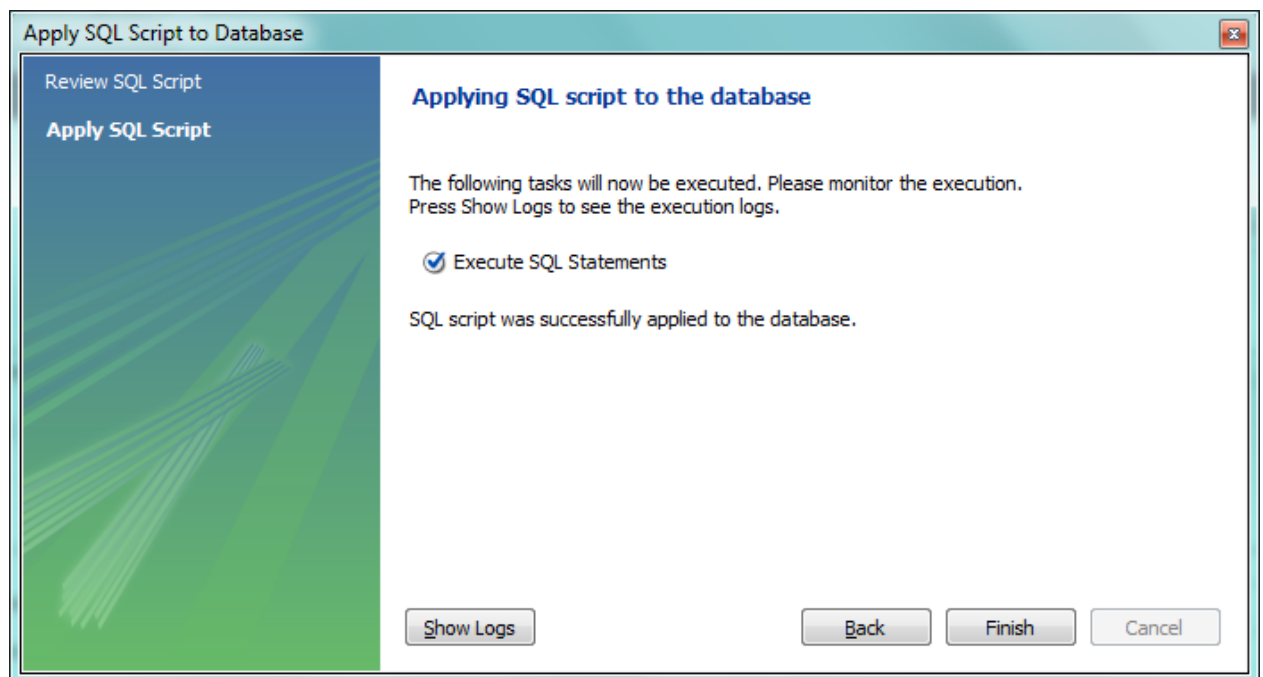 Apply SQL Script to Database
Review SQL Script
Apply SQL Script
Applying SQL script to the database
The following tasks will now be executed. Please monitor the execution.
Press Show Logs to see the execution logs.
Execute SQL Statements
SQL script was successfully applied to the database.
Show Logs
Back
Finish
Cancel